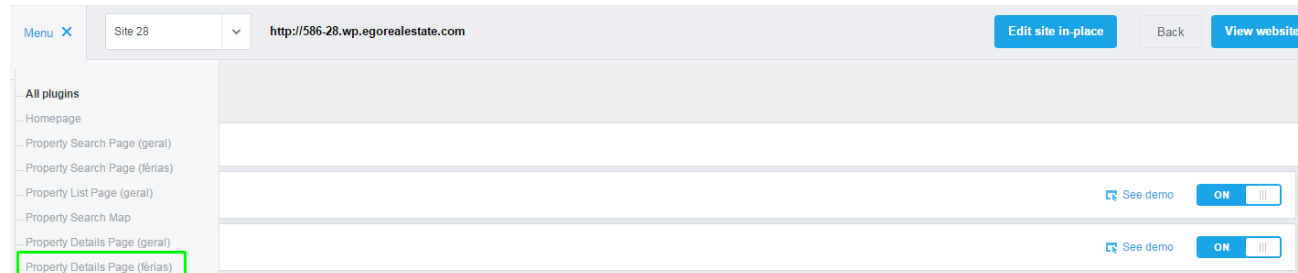 Menu ✕ Site 28 http://586-28.wp.egorealestate.com Edit site in-place Back View website
All plugins
Homepage
Property Search Page (geral)
Property Search Page (férias)
Property List Page (geral)
See demo ON
Property Search Map
Property Details Page (geral)
See demo ON
Property Details Page (férias)